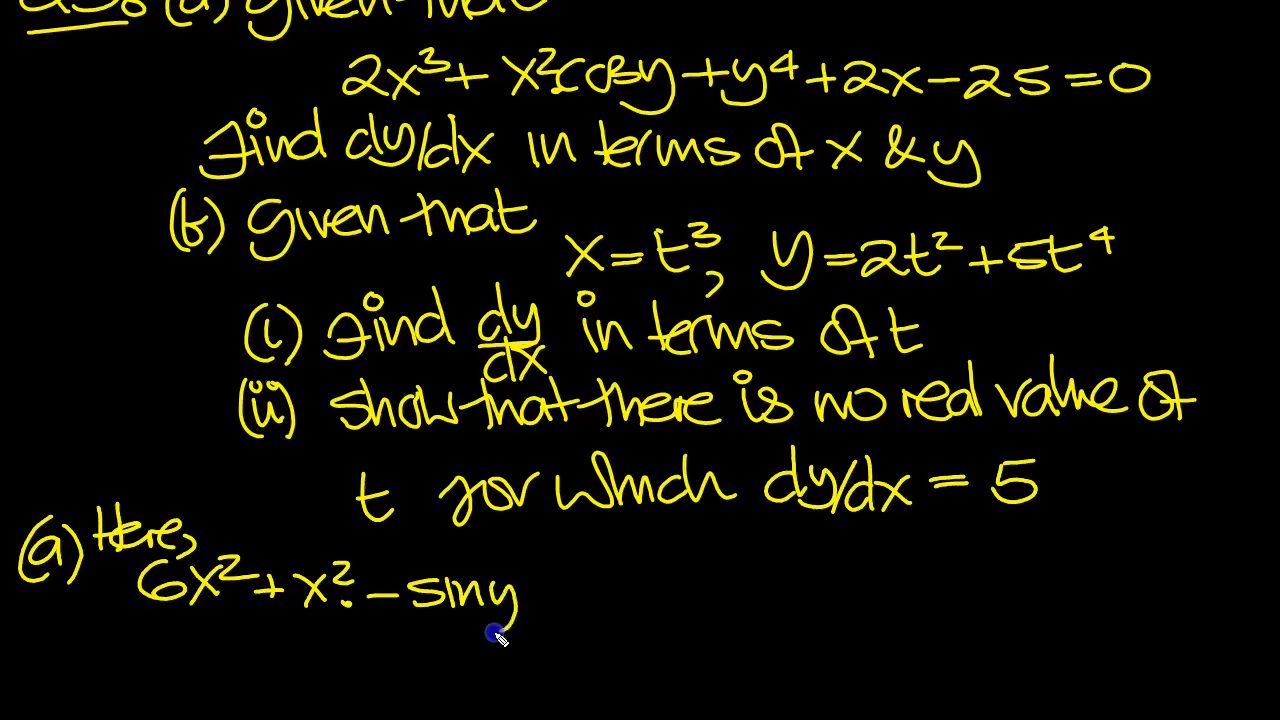 (a) given that
2x³ + x².cosy + y⁴ + 2x - 25 = 0
find dy/dx in terms of x & y
(b) given that
x = t³, y = 2t² + 5t⁴
(i) find dy/dx in terms of t
(ii) show that there is no real value of
t for which dy/dx = 5
(a) Here,
6x² + x². - siny